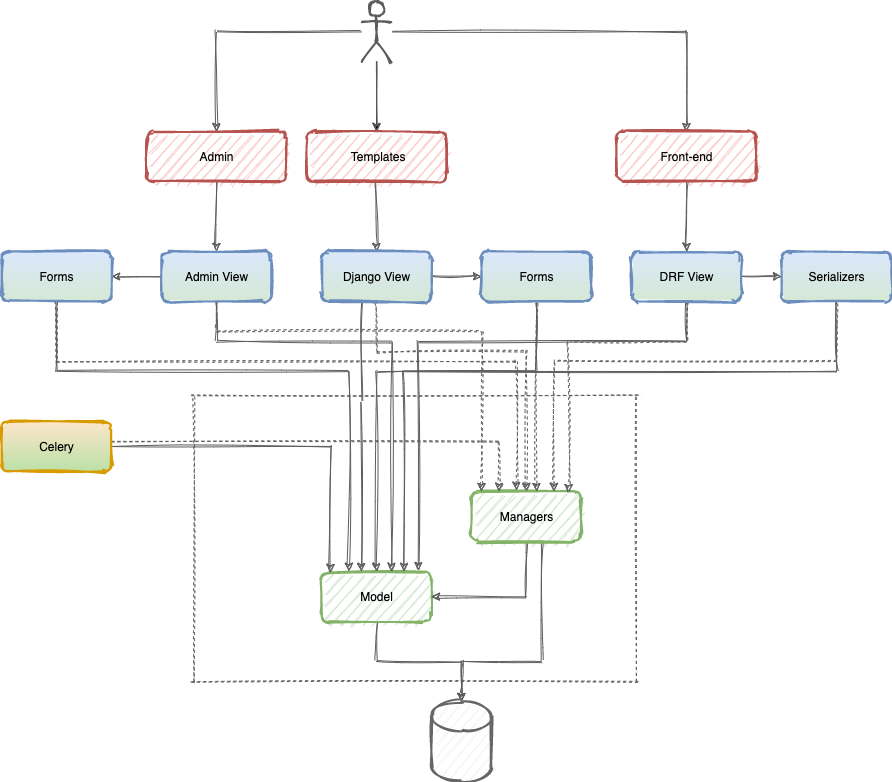 Admin
Templates
Front-end
Forms
Admin View
Django View
Forms
DRF View
Serializers
Celery
Managers
Model